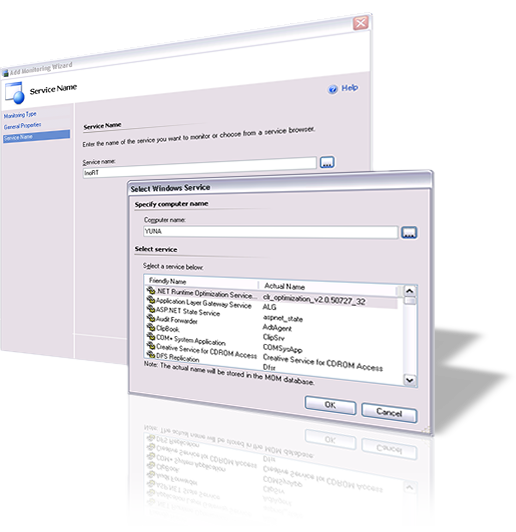 Add Monitoring Wizard
Service Name
Help
Monitoring Type
General Properties
Service Name
Service Name
Enter the name of the service you want to monitor or choose from a service browser.
Service name:
InoRT
...
Select Windows Service
Specify computer name
Computer name:
YUNA
...
Select service
Select a service below:
Friendly Name Actual Name
.NET Runtime Optimization Service... clr_optimization_v2.0.50727_32
Application Layer Gateway Service ALG
ASP.NET State Service aspnet_state
Audit Forwarder AdtAgent
ClipBook ClipSrv
COM+ System Application COMSysApp
Creative Service for CDROM Access Creative Service for CDROM Access
DFS Replication Dfsr
Note: The actual name will be stored in the MOM database.
OK Cancel